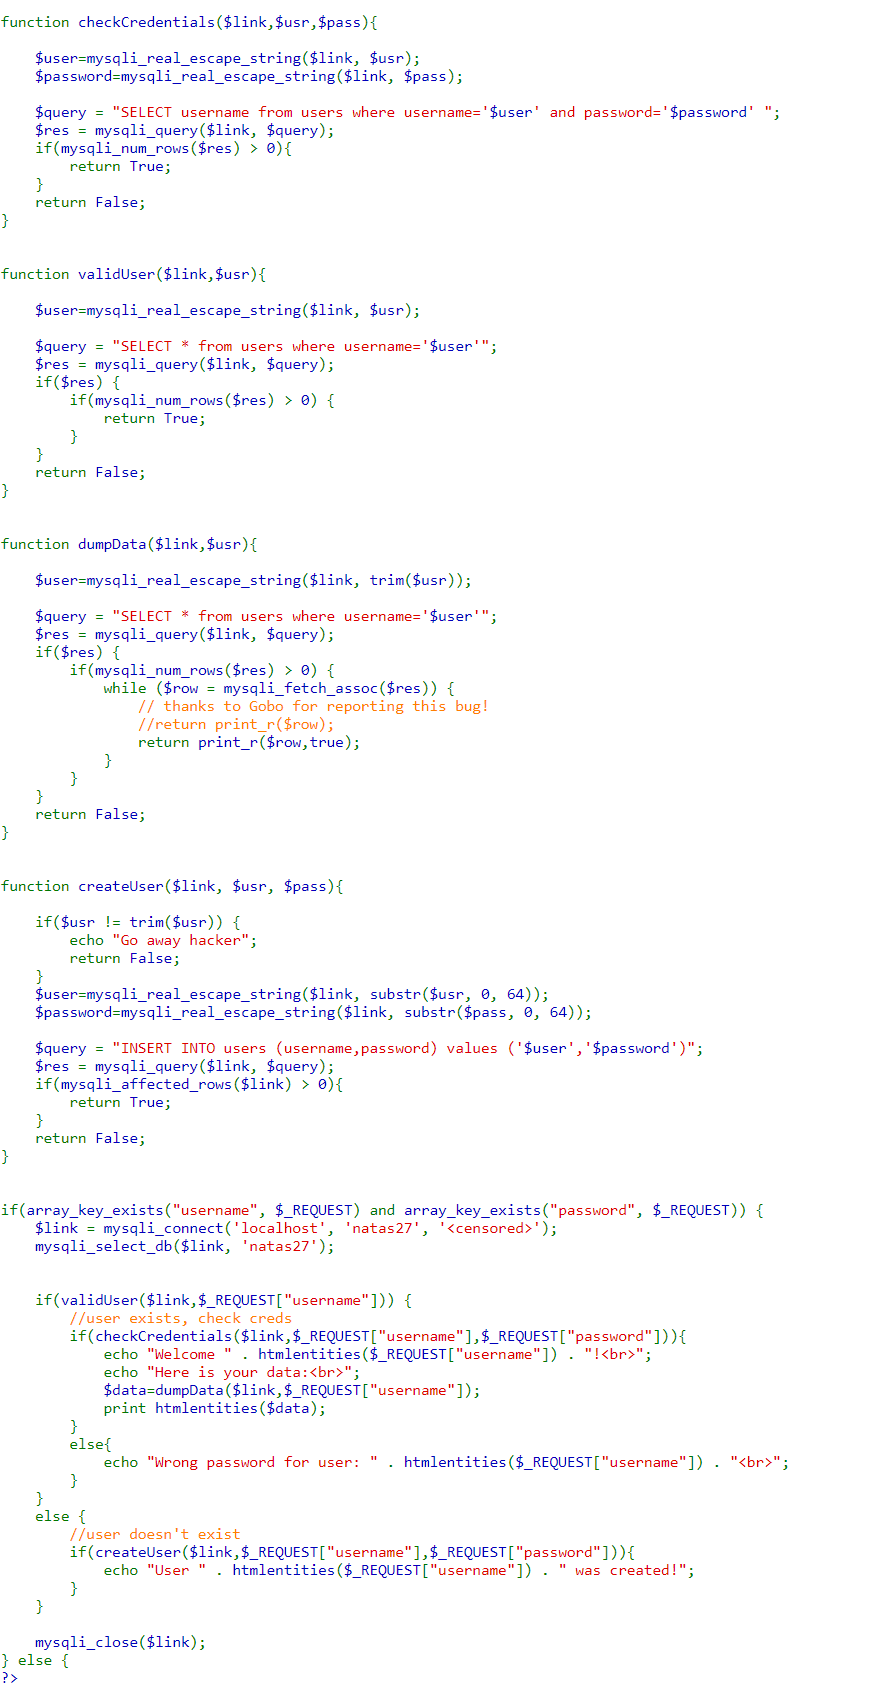 function checkCredentials($link,$usr,$pass){
    $user=mysqli_real_escape_string($link, $usr);
    $password=mysqli_real_escape_string($link, $pass);
    $query = "SELECT username from users where username='$user' and password='$password' ";
    $res = mysqli_query($link, $query);
    if(mysqli_num_rows($res) > 0){
        return True;
    }
    return False;
}
function validUser($link,$usr){
    $user=mysqli_real_escape_string($link, $usr);
    $query = "SELECT * from users where username='$user'";
    $res = mysqli_query($link, $query);
    if($res) {
        if(mysqli_num_rows($res) > 0) {
            return True;
        }
    }
    return False;
}
function dumpData($link,$usr){
    $user=mysqli_real_escape_string($link, trim($usr));
    $query = "SELECT * from users where username='$user'";
    $res = mysqli_query($link, $query);
    if($res) {
        if(mysqli_num_rows($res) > 0) {
            while ($row = mysqli_fetch_assoc($res)) {
                // thanks to Gobo for reporting this bug!
                //return print_r($row);
                return print_r($row,true);
            }
        }
    }
    return False;
}
function createUser($link, $usr, $pass){
    if($usr != trim($usr)) {
        echo "Go away hacker";
        return False;
    }
    $user=mysqli_real_escape_string($link, substr($usr, 0, 64));
    $password=mysqli_real_escape_string($link, substr($pass, 0, 64));
    $query = "INSERT INTO users (username,password) values ('$user','$password')";
    $res = mysqli_query($link, $query);
    if(mysqli_affected_rows($link) > 0){
        return True;
    }
    return False;
}
if(array_key_exists("username", $_REQUEST) and array_key_exists("password", $_REQUEST)) {
    $link = mysqli_connect('localhost', 'natas27', '<censored>');
    mysqli_select_db($link, 'natas27');
    if(validUser($link,$_REQUEST["username"])) {
        //user exists, check creds
        if(checkCredentials($link,$_REQUEST["username"],$_REQUEST["password"])){
            echo "Welcome " . htmlentities($_REQUEST["username"]) . "!<br>";
            echo "Here is your data:<br>";
            $data=dumpData($link,$_REQUEST["username"]);
            print htmlentities($data);
        }
        else{
            echo "Wrong password for user: " . htmlentities($_REQUEST["username"]) . "<br>";
        }
    }
    else {
        //user doesn't exist
        if(createUser($link,$_REQUEST["username"],$_REQUEST["password"])){
            echo "User " . htmlentities($_REQUEST["username"]) . " was created!";
        }
    }
    mysqli_close($link);
} else {
?>